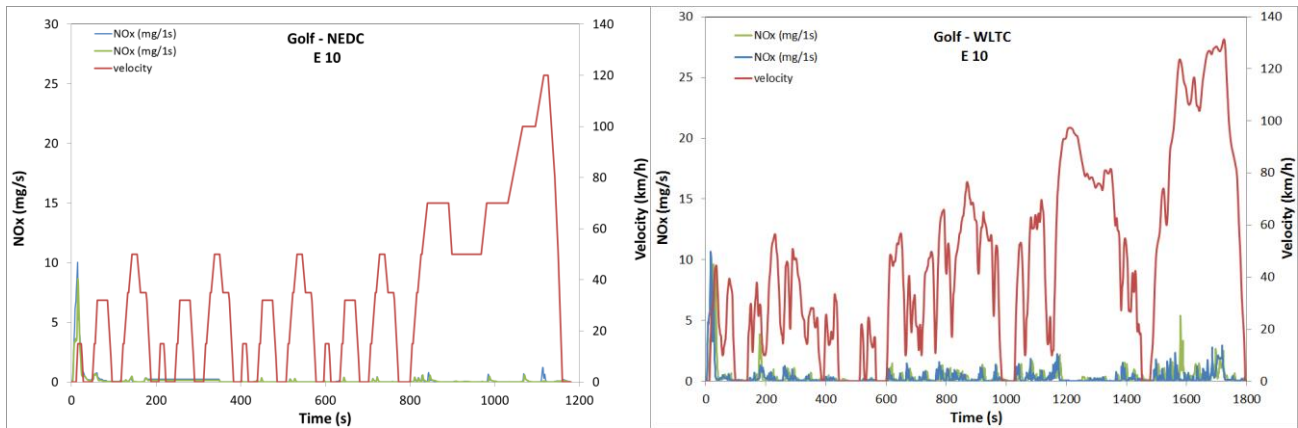 Golf - NEDC
E 10
NOx (mg/1s)
NOx (mg/1s)
velocity
30
25
20
15
10
5
0
NOx (mg/s)
140
120
100
80
60
40
20
0
Velocity (km/h)
0 200 400 600 800 1000 1200
Time (s)
Golf - WLTC
E 10
NOx (mg/1s)
NOx (mg/1s)
velocity
30
25
20
15
10
5
0
NOx (mg/s)
140
120
100
80
60
40
20
0
Velocity (km/h)
0 200 400 600 800 1000 1200 1400 1600 1800
Time (s)